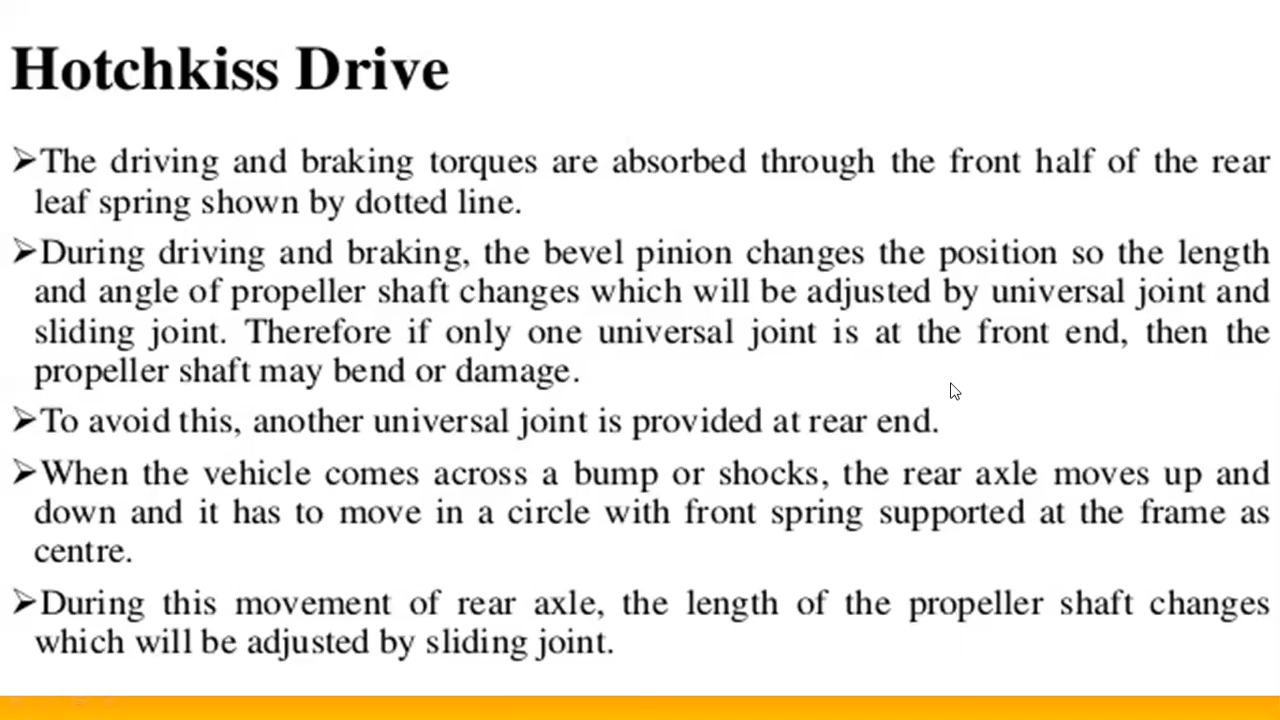 Hotchkiss Drive
➢The driving and braking torques are absorbed through the front half of the rear
leaf spring shown by dotted line.
➢During driving and braking, the bevel pinion changes the position so the length
and angle of propeller shaft changes which will be adjusted by universal joint and
sliding joint. Therefore if only one universal joint is at the front end, then the
propeller shaft may bend or damage.
➢To avoid this, another universal joint is provided at rear end.
➢When the vehicle comes across a bump or shocks, the rear axle moves up and
down and it has to move in a circle with front spring supported at the frame as
centre.
➢During this movement of rear axle, the length of the propeller shaft changes
which will be adjusted by sliding joint.